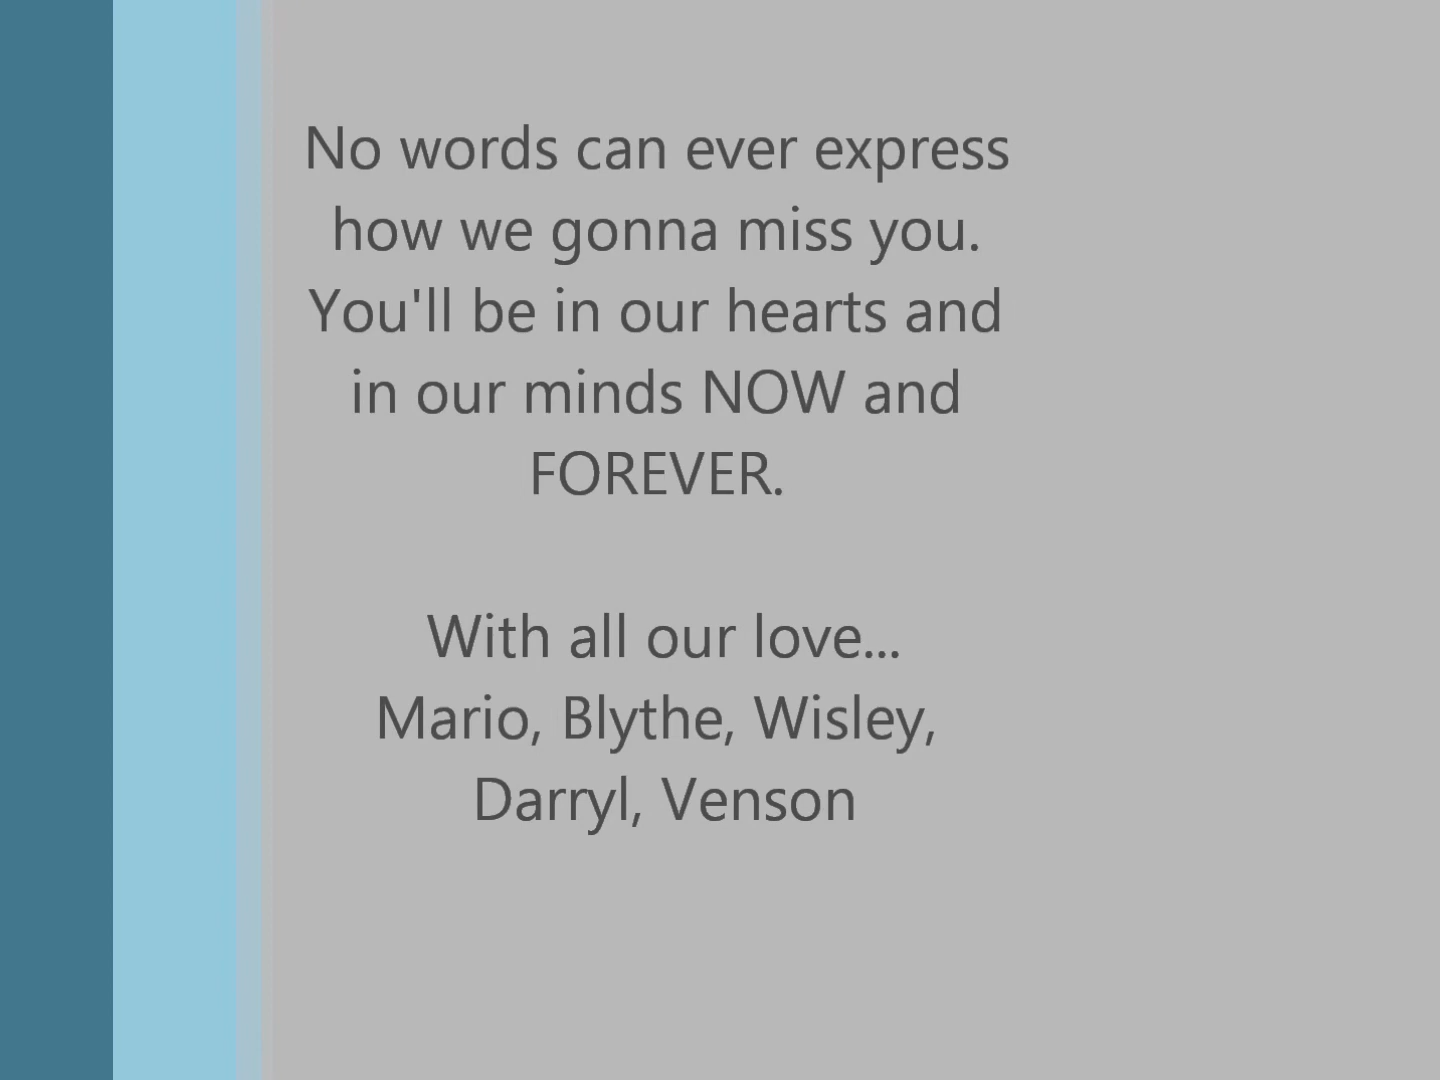 No words can ever express
how we gonna miss you.
You'll be in our hearts and
in our minds NOW and
FOREVER.
With all our love...
Mario, Blythe, Wisley,
Darryl, Venson